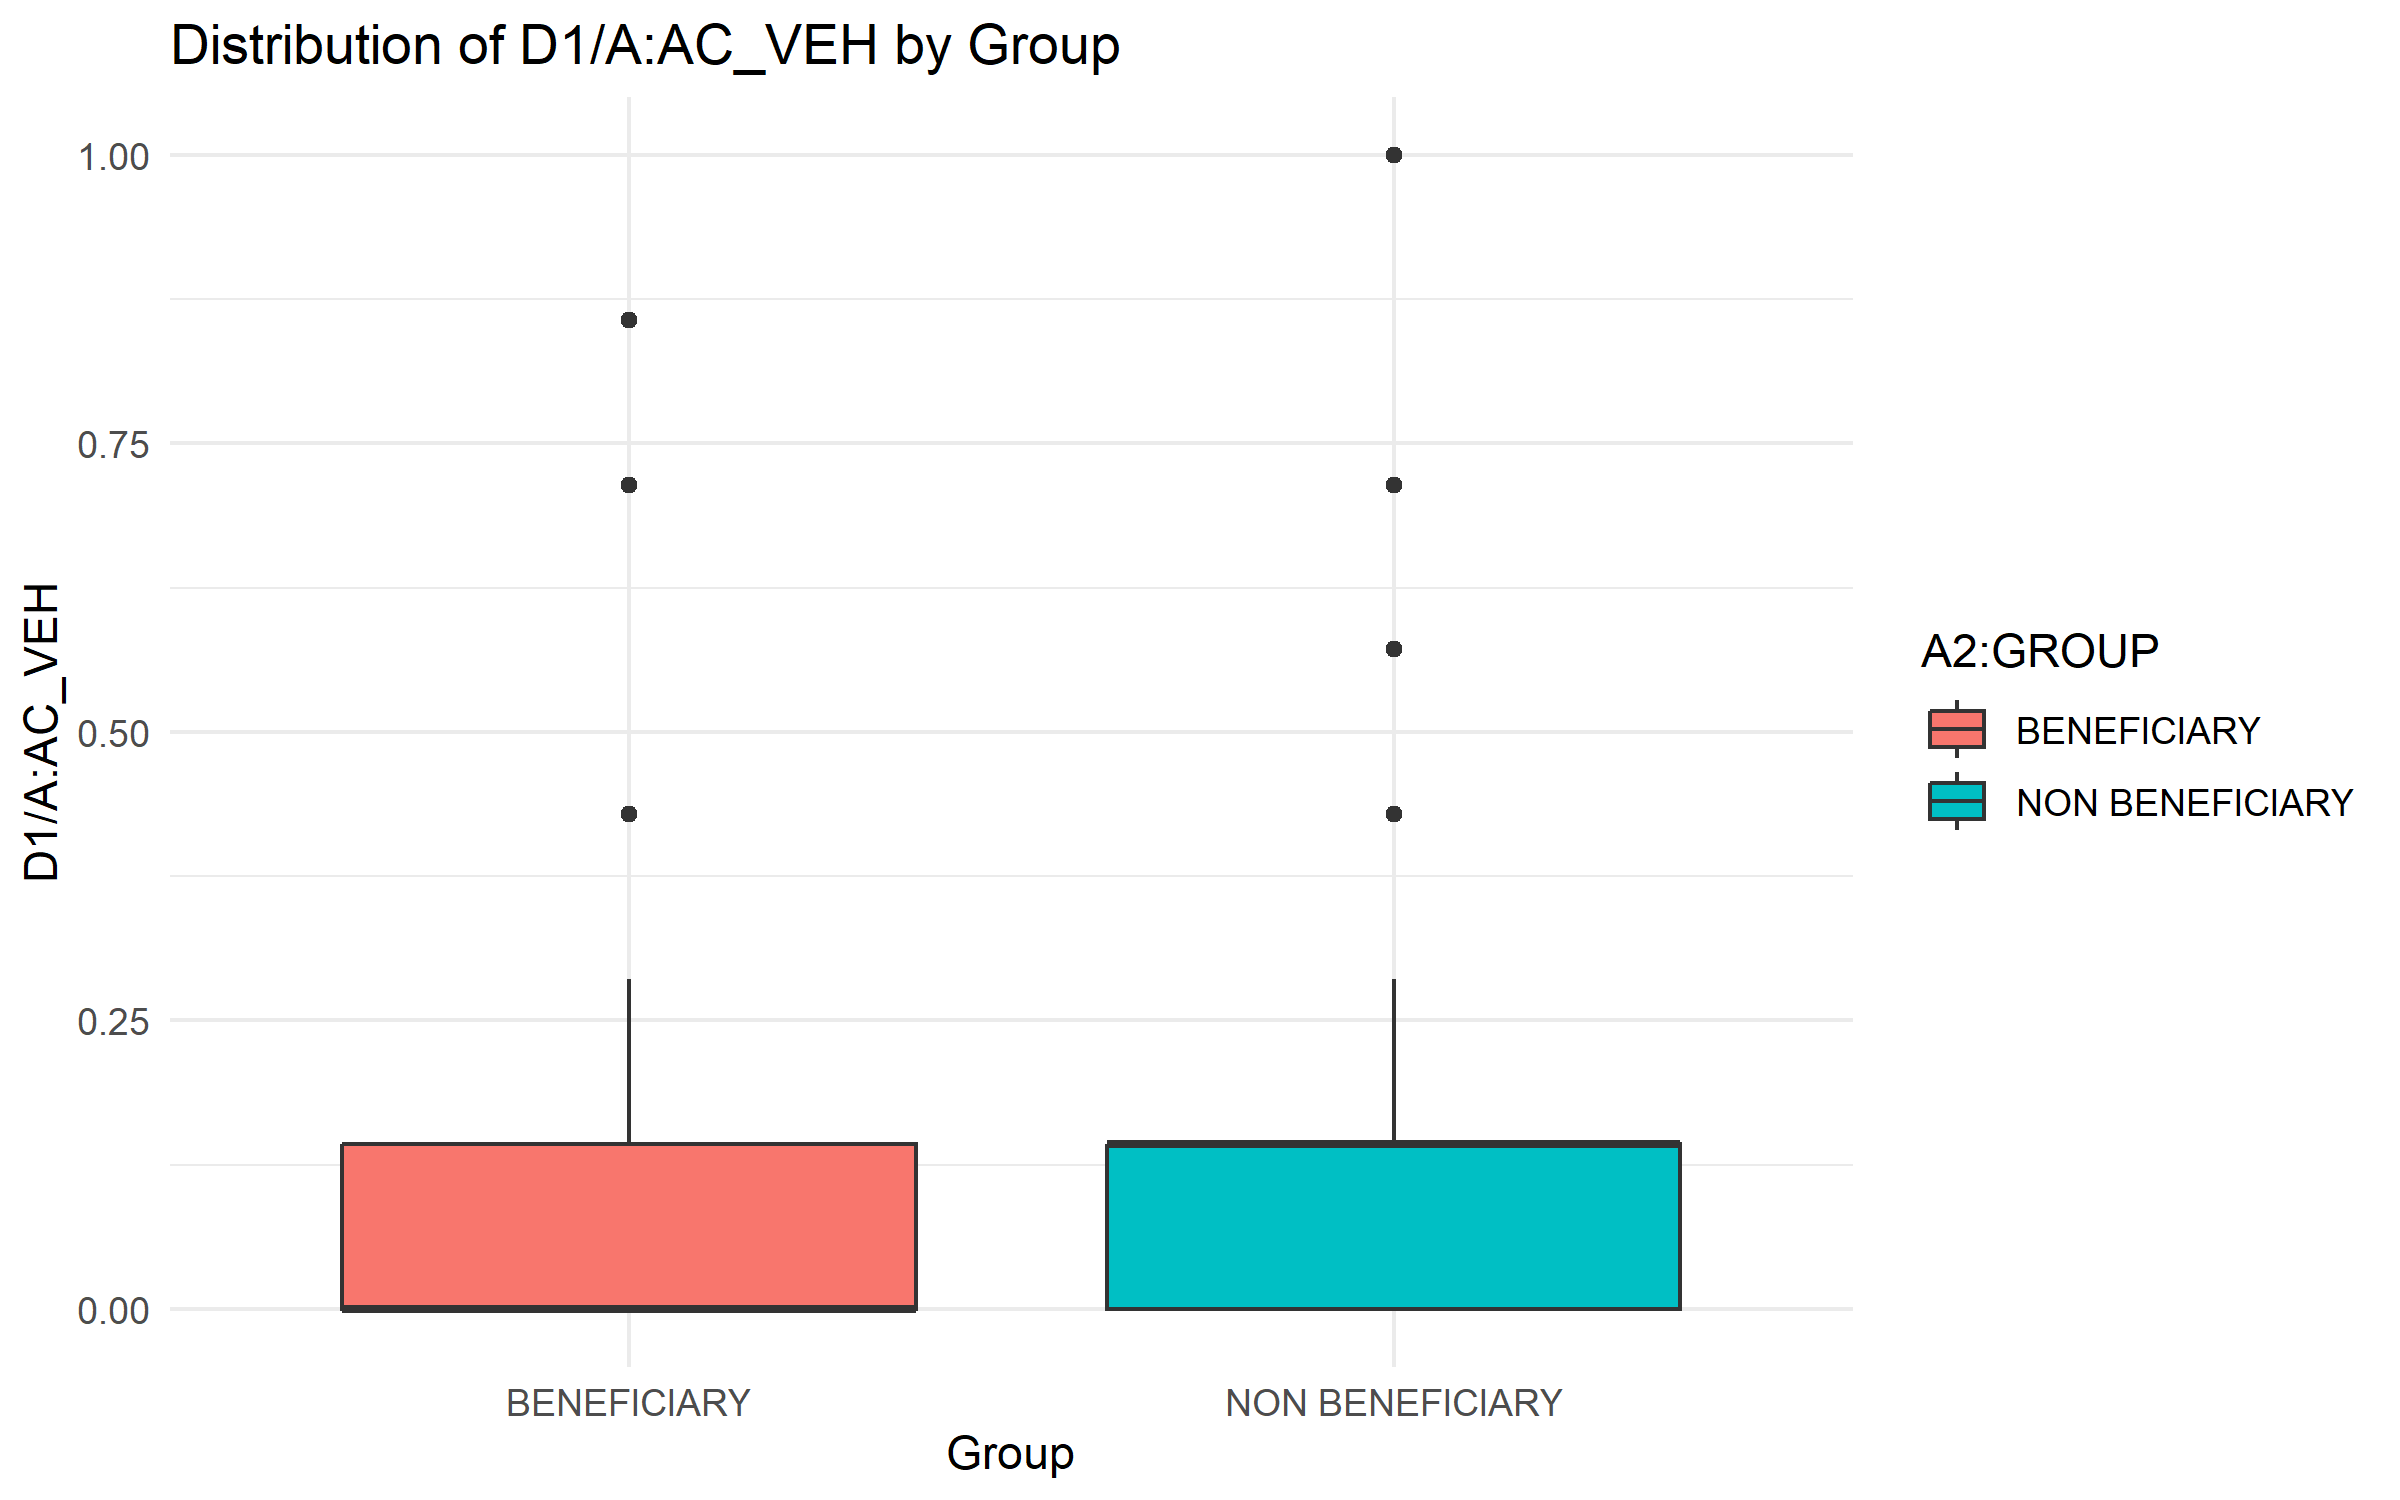 Distribution of D1/A:AC_VEH by Group
D1/A:AC_VEH
1.00
0.75
0.50
0.25
0.00
BENEFICIARY
NON BENEFICIARY
Group
A2:GROUP
BENEFICIARY
NON BENEFICIARY